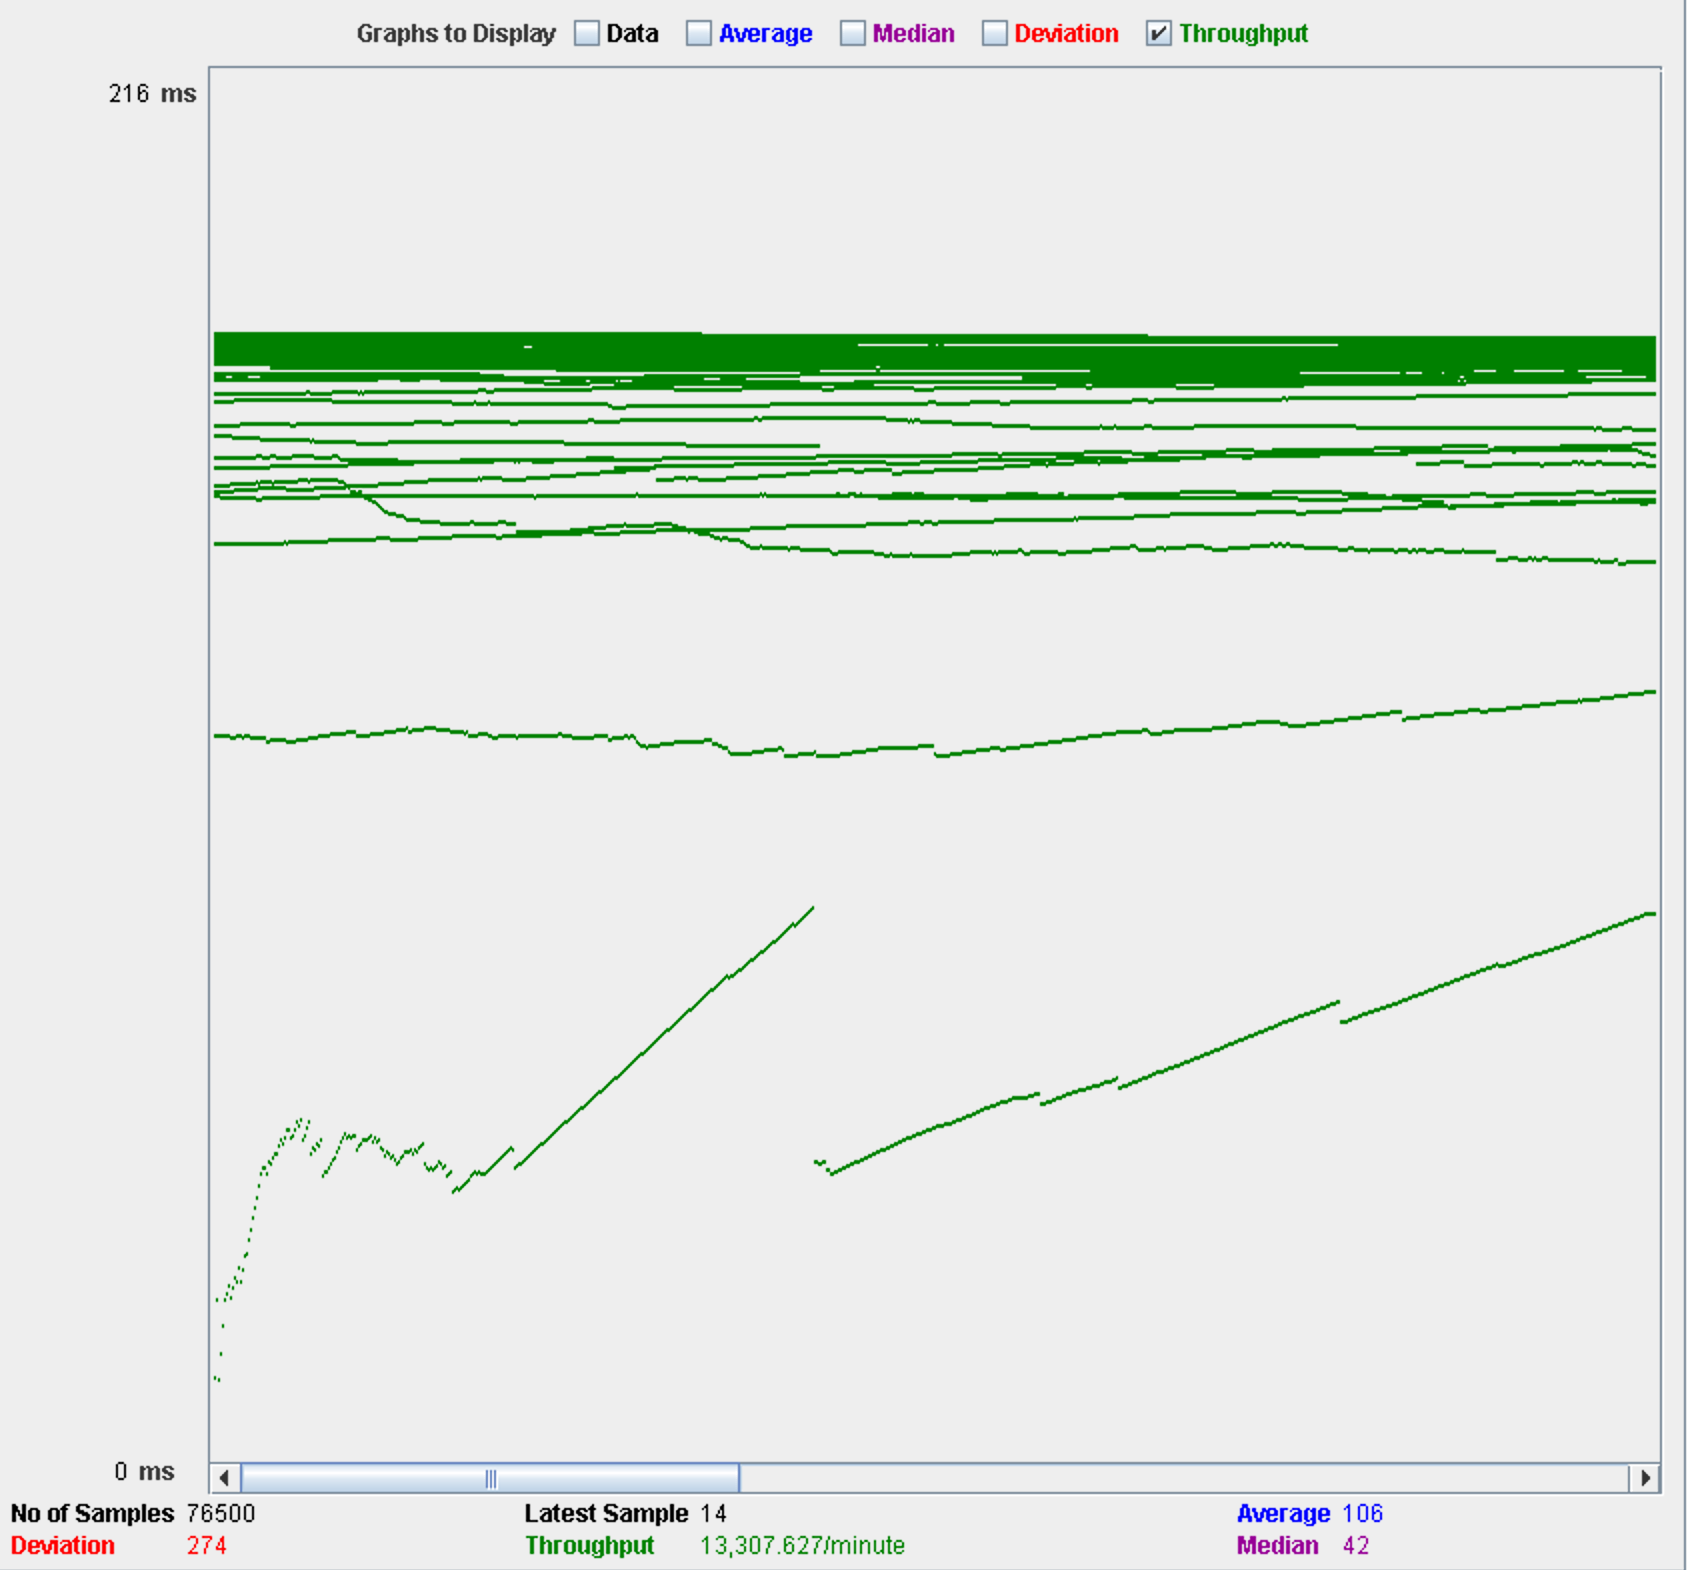 Graphs to Display Data Average Median Deviation Throughput
216 ms
0 ms
No of Samples 76500 Latest Sample 14 Average 106
Deviation 274 Throughput 13,307.627/minute Median 42